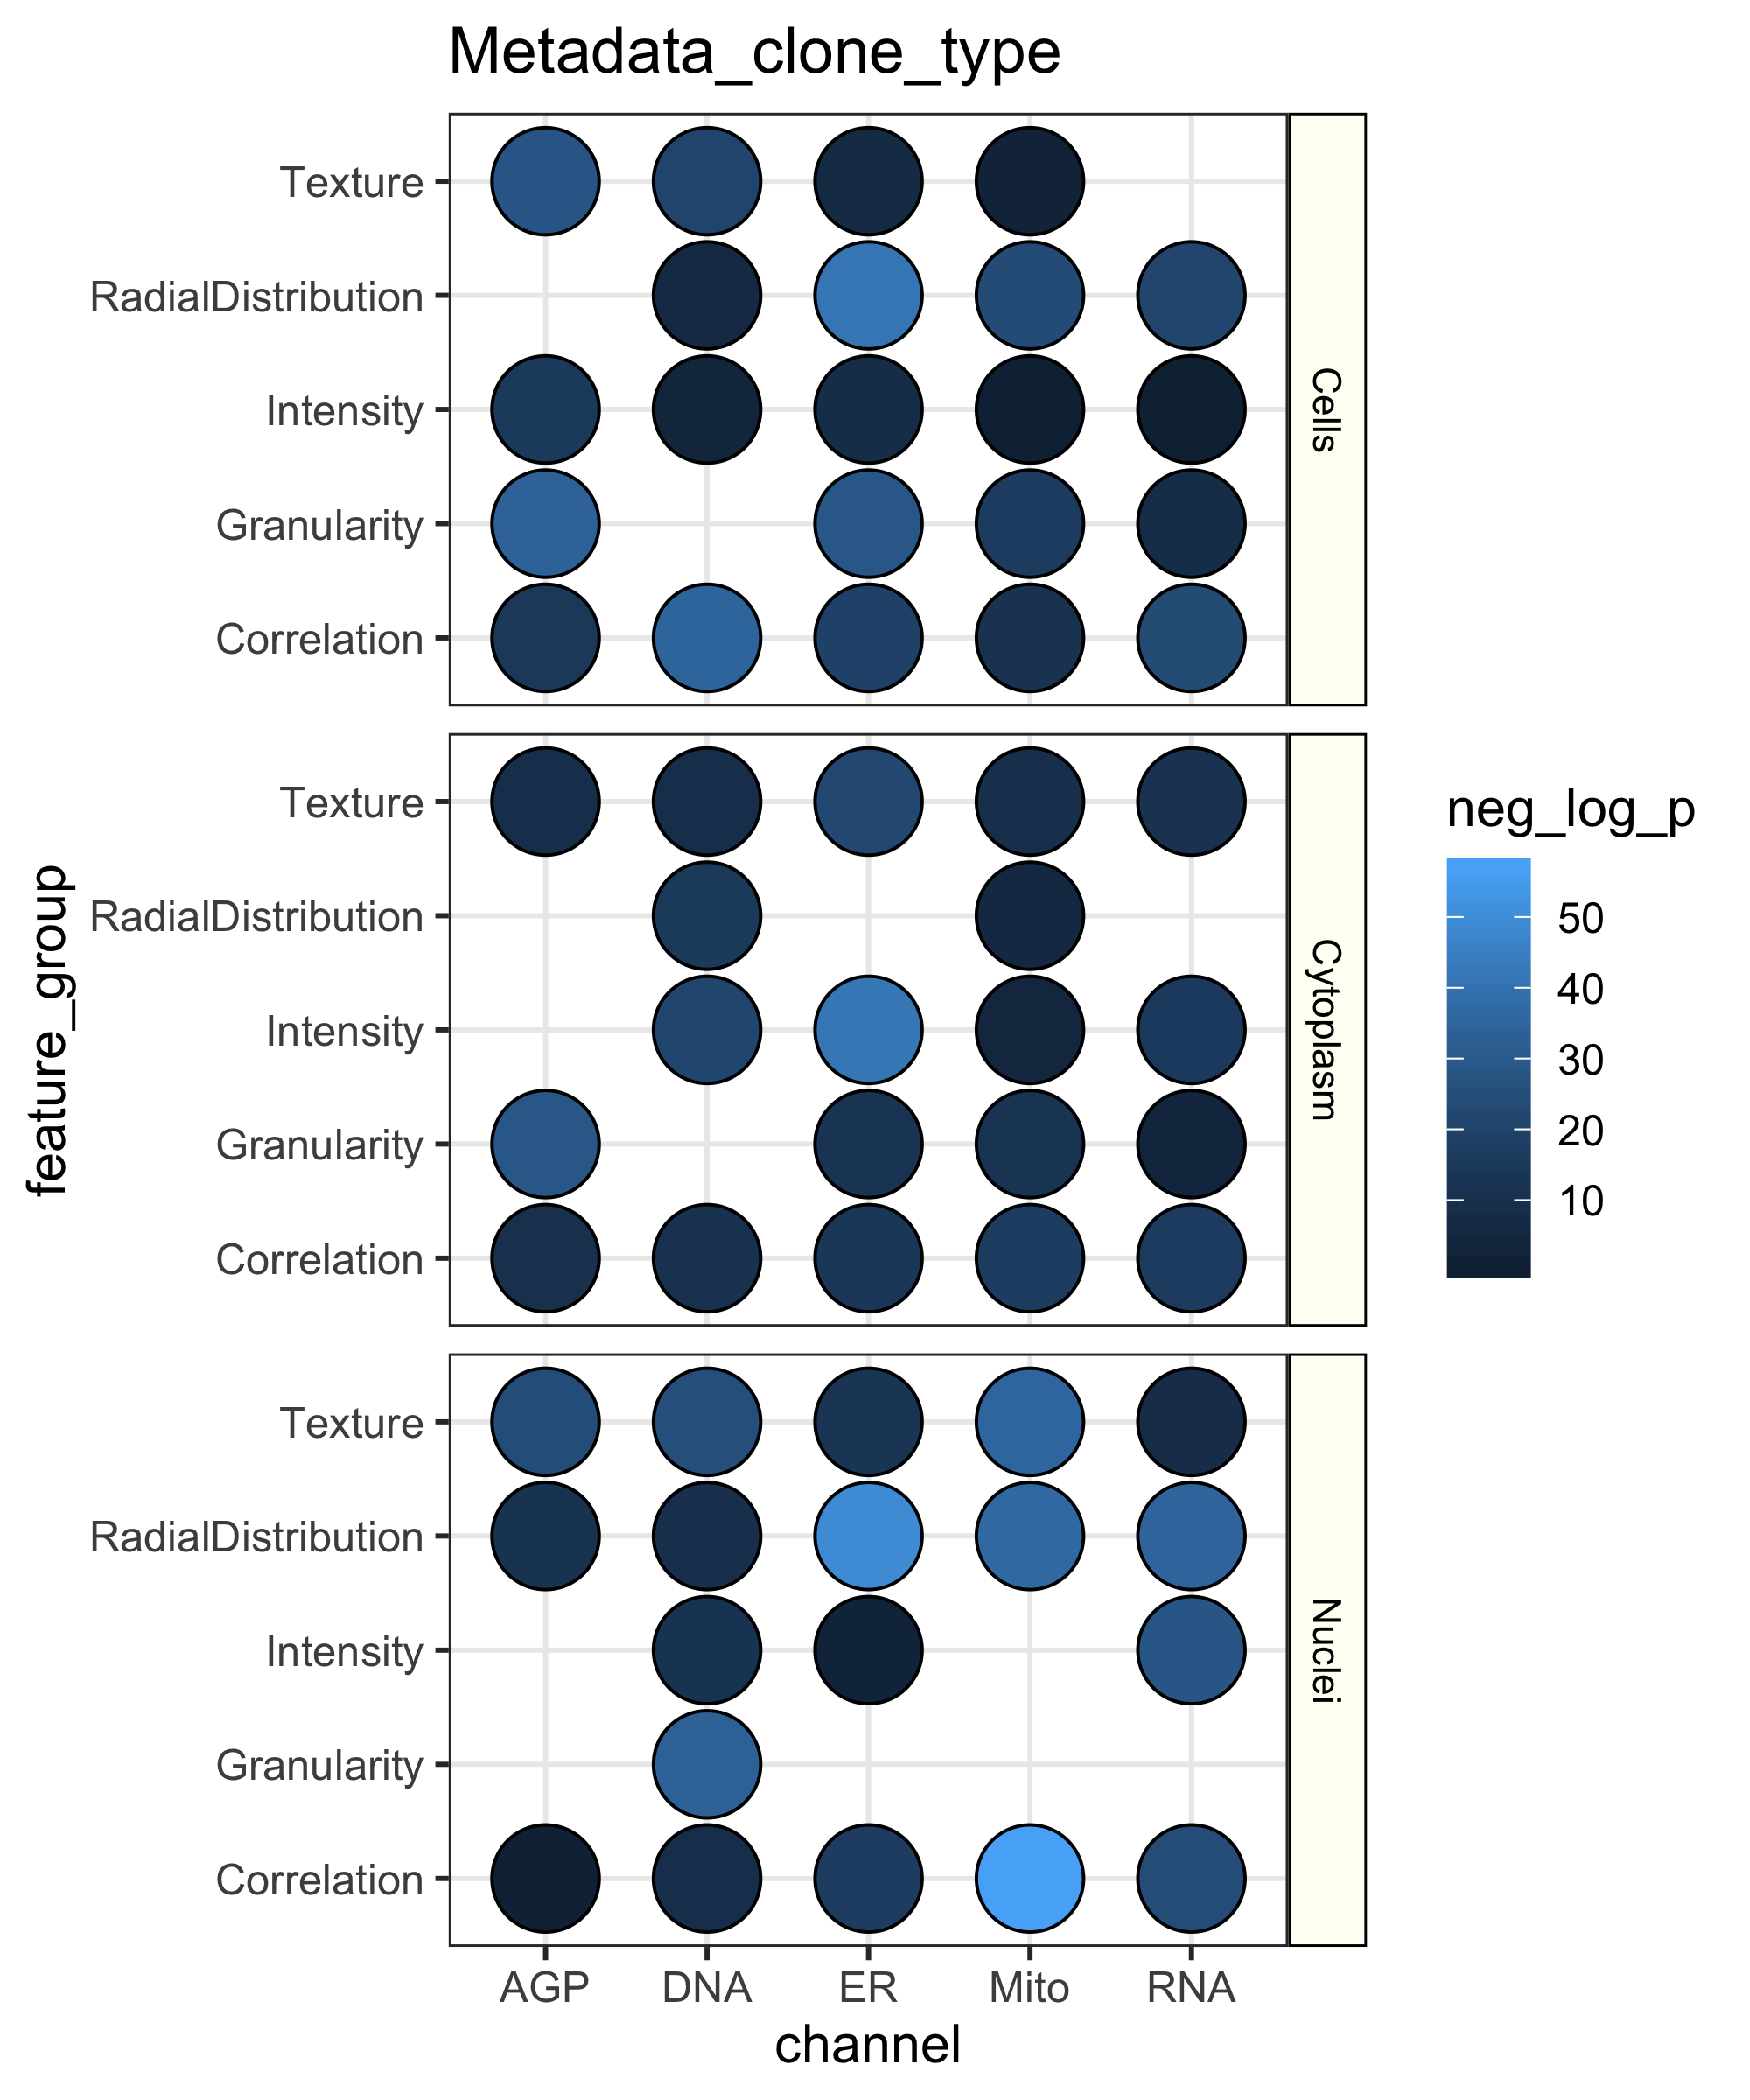 Metadata_clone_type
Texture
RadialDistribution
Intensity
Granularity
Correlation
Cells
Texture
RadialDistribution
Intensity
Granularity
Correlation
Cytoplasm
Texture
RadialDistribution
Intensity
Granularity
Correlation
Nuclei
feature_group
AGP DNA ER Mito RNA
channel
neg_log_p
50
40
30
20
10